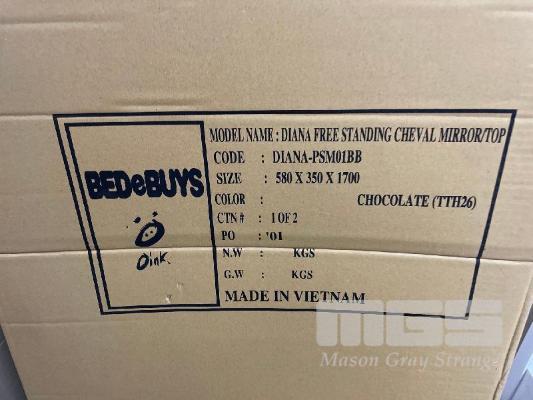 BEDeBUYS
Oink
MODEL NAME : DIANA FREE STANDING CHEVAL MIRROR/TOP
CODE : DIANA-PSM01BB
SIZE : 580 X 350 X 1700
COLOR : CHOCOLATE (TTH26)
CTN # : 1 OF 2
PO : '01
N.W : KGS
G.W : KGS
MADE IN VIETNAM
MGS
Mason Gray Strange